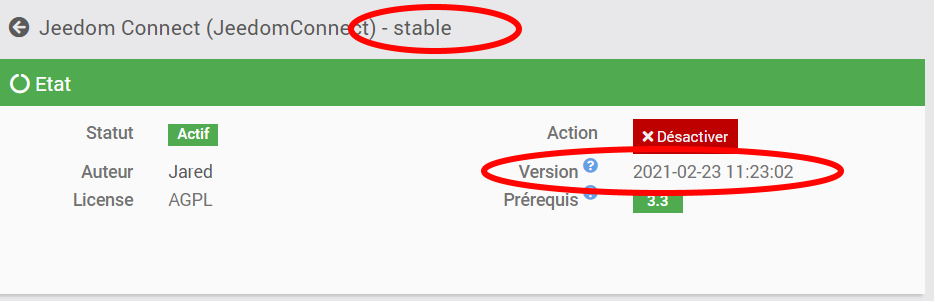 Jeedom Connect (JeedomConnect) - stable
Etat
Statut Actif Action Désactiver
Auteur Jared Version ? 2021-02-23 11:23:02
License AGPL Prérequis ? 3.3